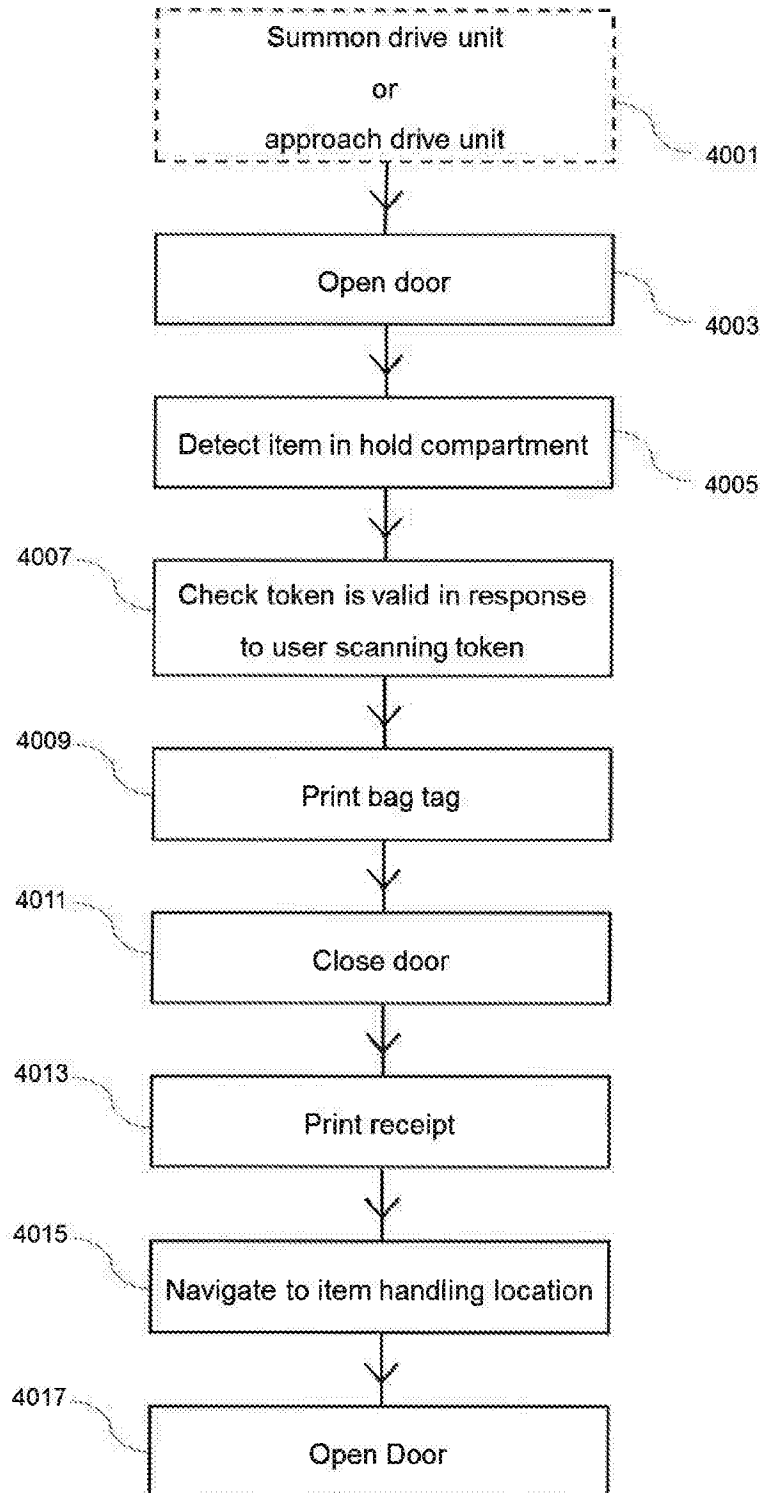 Summon drive unit
or
approach drive unit
4001
Open door
4003
Detect item in hold compartment
4005
4007
Check token is valid in response
to user scanning token
4009
Print bag tag
4011
Close door
4013
Print receipt
4015
Navigate to item handling location
4017
Open Door